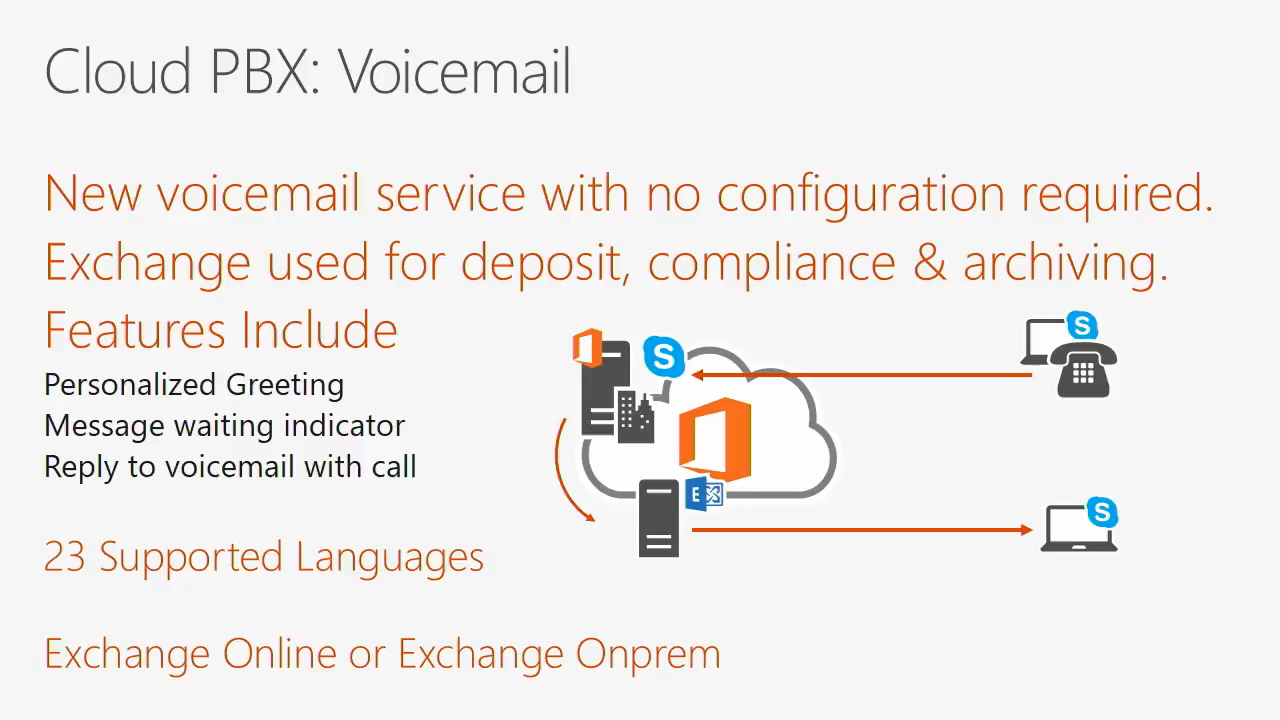 Cloud PBX: Voicemail
New voicemail service with no configuration required.
Exchange used for deposit, compliance & archiving.
Features Include
Personalized Greeting
Message waiting indicator
Reply to voicemail with call
23 Supported Languages
Exchange Online or Exchange Onprem
S
S
E
S